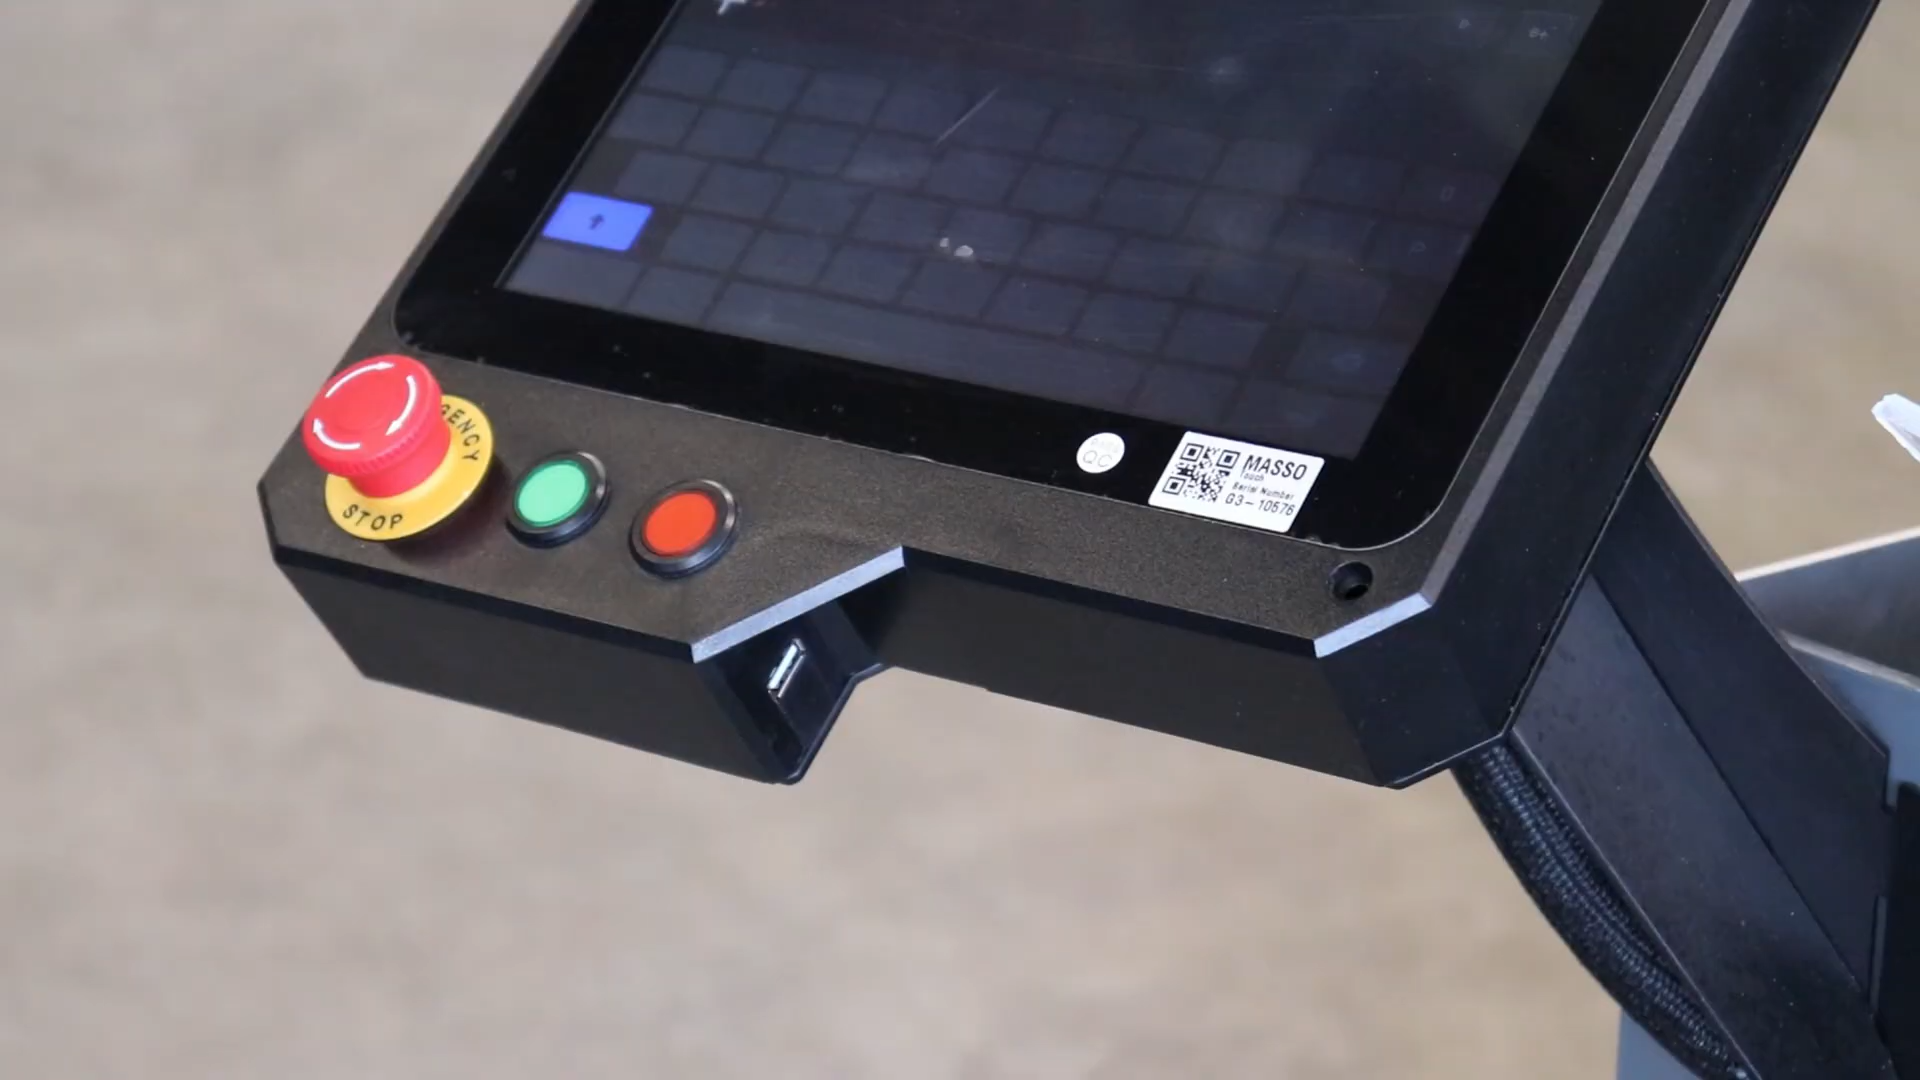 GENCY
STOP
QC
MASSO
Touch
Serial Number
G3-10576